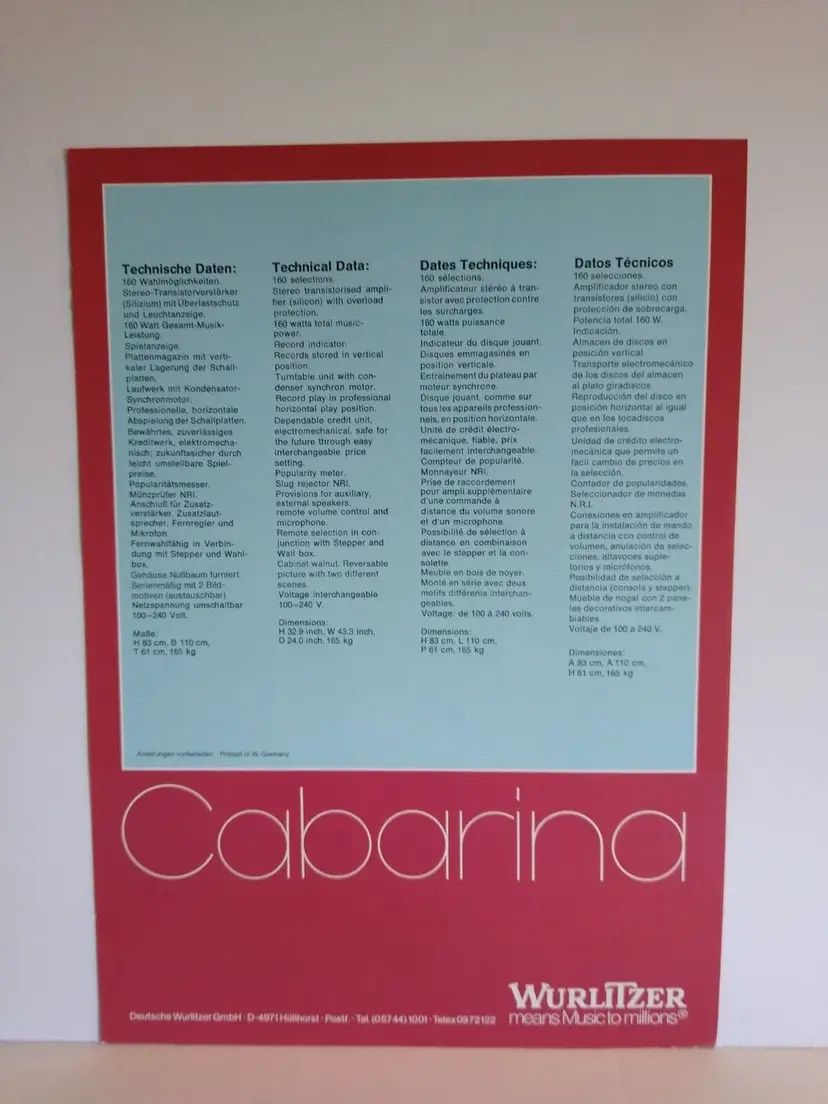 Technische Daten:
160 Wahlmöglichkeiten.
Stereo-Transistorverstärker
(Silizium) mit Überlastschutz
und Leuchtanzeige.
160 Watt Gesamt-Musik-
Leistung.
Spielanzeige.
Plattenmagazin mit verti-
kaler Lagerung der Schall-
platten.
Laufwerk mit Kondensator-
Synchronmotor.
Professionelle, horizontale
Abspielung der Schallplatten.
Bewährtes, zuverlässiges
Kreditwerk, elektromecha-
nisch; zukunftssicher durch
leicht umstellbare Spiel-
preise.
Popularitätsmesser.
Münzprüfer NRI.
Anschluß für Zusatz-
verstärker, Zusatzlaut-
sprecher, Fernregler und
Mikrofon.
Fernwahlfähig in Verbin-
dung mit Stepper und Wahl-
box.
Gehäuse Nußbaum furniert.
Serienmäßig mit 2 Bild-
motiven (austauschbar)
Netzspannung umschaltbar
100–240 Volt.
Maße:
H 83 cm, B 110 cm,
T 61 cm, 165 kg
Technical Data:
160 selections.
Stereo transistorised ampli-
fier (silicon) with overload
protection.
160 watts total music-
power.
Record indicator.
Records stored in vertical
position.
Turntable unit with con-
denser synchron motor.
Record play in professional
horizontal play position.
Dependable credit unit,
electromechanical, safe for
the future through easy
interchangeable price
setting.
Popularity meter.
Slug rejector NRI.
Provisions for auxiliary,
external speakers,
remote volume control and
microphone.
Remote selection in con-
junction with Stepper and
Wall box.
Cabinet walnut. Reversable
picture with two different
scenes.
Voltage interchangeable
100–240 V.
Dimensions:
H 32.9 inch, W 43.3 inch,
D 24.0 inch, 165 kg
Dates Techniques:
160 sélections.
Amplificateur stéréo à tran-
sistor avec protection contre
les surcharges.
160 watts puissance
totale.
Indicateur du disque jouant.
Disques emmagasinés en
position verticale.
Entrainement du plateau par
moteur synchrone.
Disque jouant, comme sur
tous les appareils profession-
nels, en position horizontale.
Unité de crédit électro-
mécanique, fiable, prix
facilement interchangeable.
Compteur de popularité.
Monnayeur NRI.
Prise de raccordement
pour ampli supplémentaire
d'une commande à
distance du volume sonore
et d'un microphone.
Possibilité de sélection à
distance en combinaison
avec le stepper et la con-
solette.
Meuble en bois de noyer.
Monté en série avec deux
motifs différents interchan-
geables.
Voltage: de 100 à 240 volts.
Dimensions:
H 83 cm, L 110 cm,
P 61 cm, 165 kg
Datos Técnicos
160 selecciones.
Amplificador stereo con
transistores (silicio) con
protección de sobrecarga.
Potencia total 160 W.
Indicación.
Almacen de discos en
posición vertical.
Transporte electromecánico
de los discos del almacen
al plato giradiscos.
Reproducción del disco en
posición horizontal al igual
que en los tocadiscos
profesionales.
Unidad de crédito electro-
mecánica que permite un
facil cambio de precios en
la selección.
Contador de popularidades.
Seleccionador de monedas
N.R.I.
Conexiones en amplificador
para la instalación de mando
a distancia con control de
volumen, anulación de selec-
ciones, altavoces suple-
torios y micrófonos.
Posibilidad de selección a
distancia (consola y stepper).
Mueble de nogal con 2 pane-
les decorativos intercam-
biables.
Voltaje de 100 a 240 V.
Dimensiones:
A 83 cm, A 110 cm,
H 61 cm, 165 kg
Änderungen vorbehalten Printed in W. Germany
Cabarina
WURLITZER
means Music to millions®
Deutsche Wurlitzer GmbH · D-4971 Hüllhorst · Postf. · Tel. (05744) 1001 · Telex 0972122